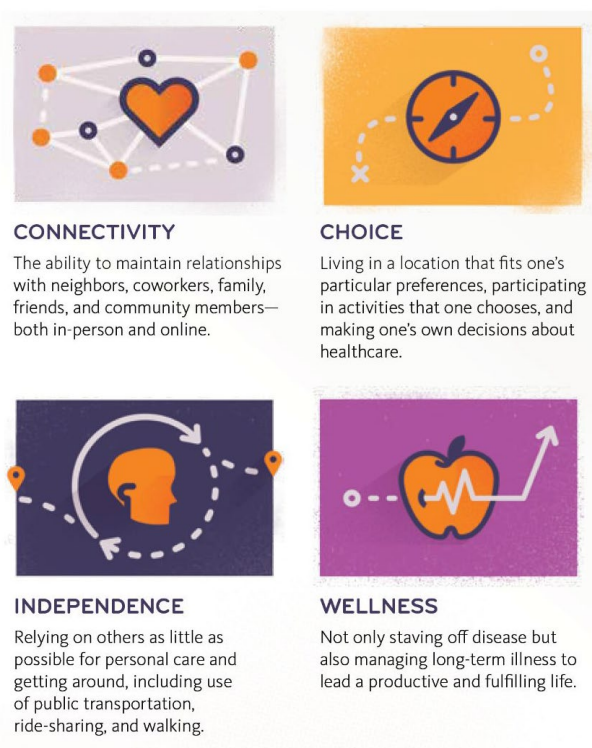 CONNECTIVITY
The ability to maintain relationships
with neighbors, coworkers, family,
friends, and community members—
both in-person and online.
CHOICE
Living in a location that fits one’s
particular preferences, participating
in activities that one chooses, and
making one’s own decisions about
healthcare.
INDEPENDENCE
Relying on others as little as
possible for personal care and
getting around, including use
of public transportation,
ride-sharing, and walking.
WELLNESS
Not only staving off disease but
also managing long-term illness to
lead a productive and fulfilling life.